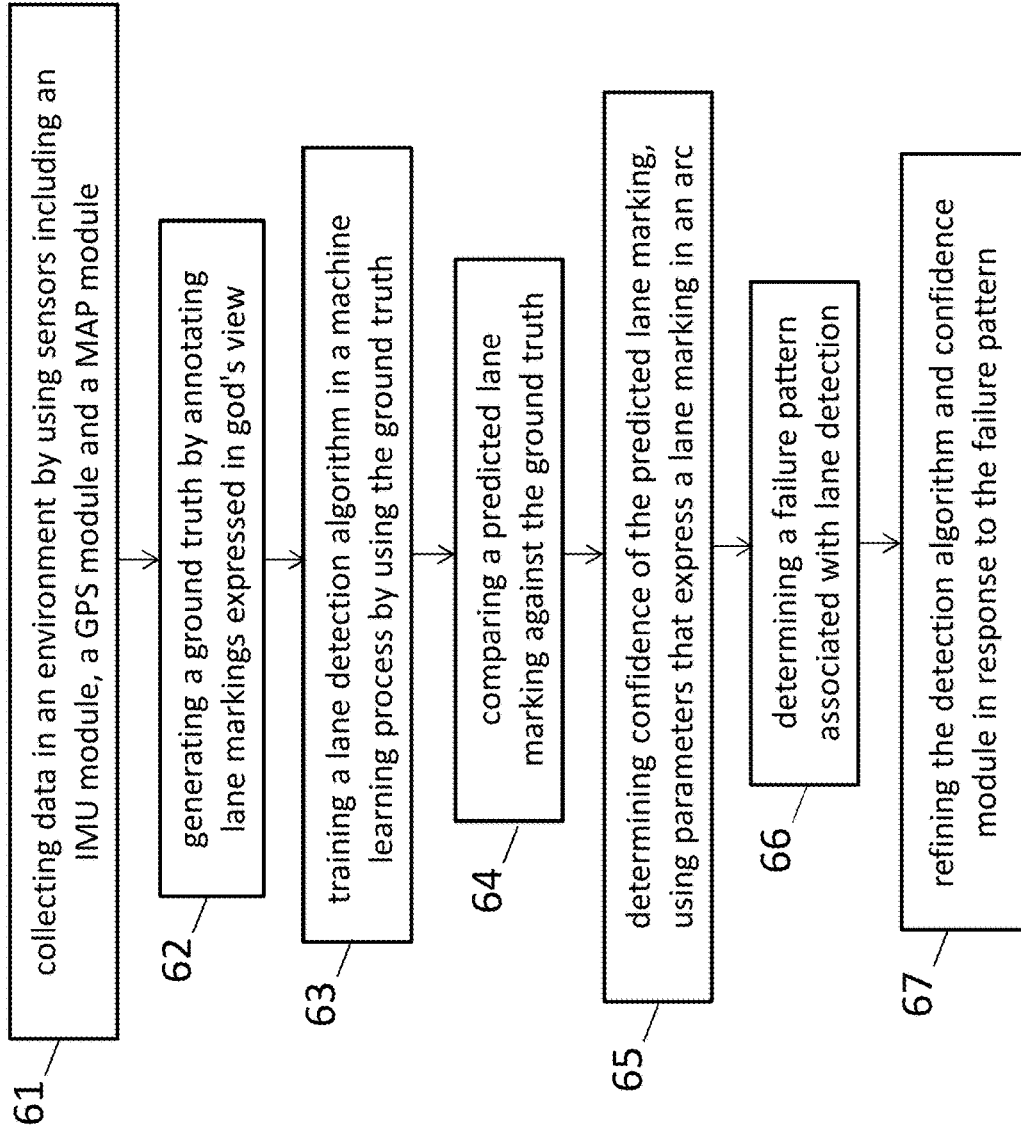 61
collecting data in an environment by using sensors including an
IMU module, a GPS module and a MAP module
62
generating a ground truth by annotating
lane markings expressed in god's view
63
training a lane detection algorithm in a machine
learning process by using the ground truth
64
comparing a predicted lane
marking against the ground truth
65
determining confidence of the predicted lane marking,
using parameters that express a lane marking in an arc
66
determining a failure pattern
associated with lane detection
67
refining the detection algorithm and confidence
module in response to the failure pattern